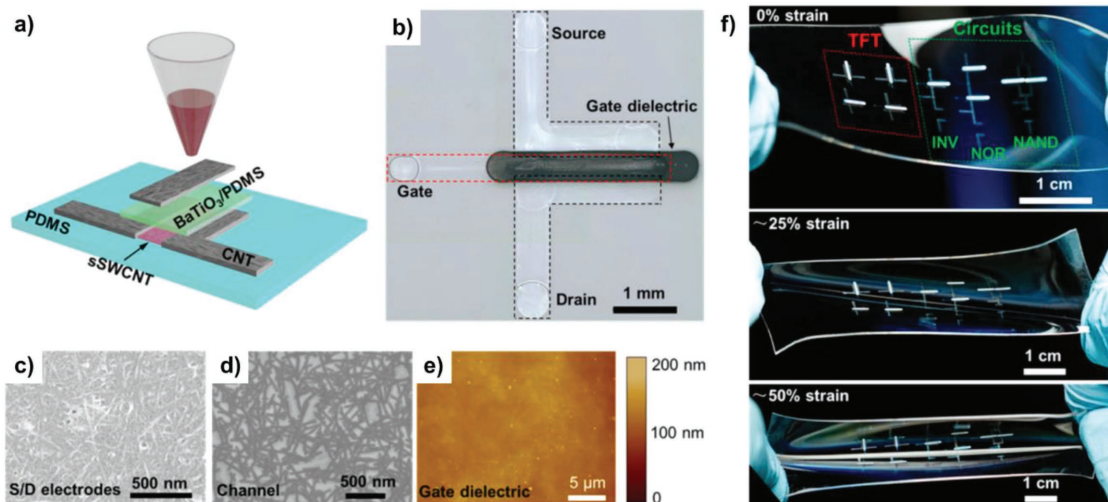 a)
BaTiO₃/PDMS
PDMS
CNT
sSWCNT
b)
Source
Gate dielectric
Gate
Drain
1 mm
c)
S/D electrodes
500 nm
d)
Channel
500 nm
e)
Gate dielectric
5 µm
200 nm
100 nm
0
f)
0% strain
TFT
Circuits
INV
NOR
NAND
1 cm
~25% strain
1 cm
~50% strain
1 cm